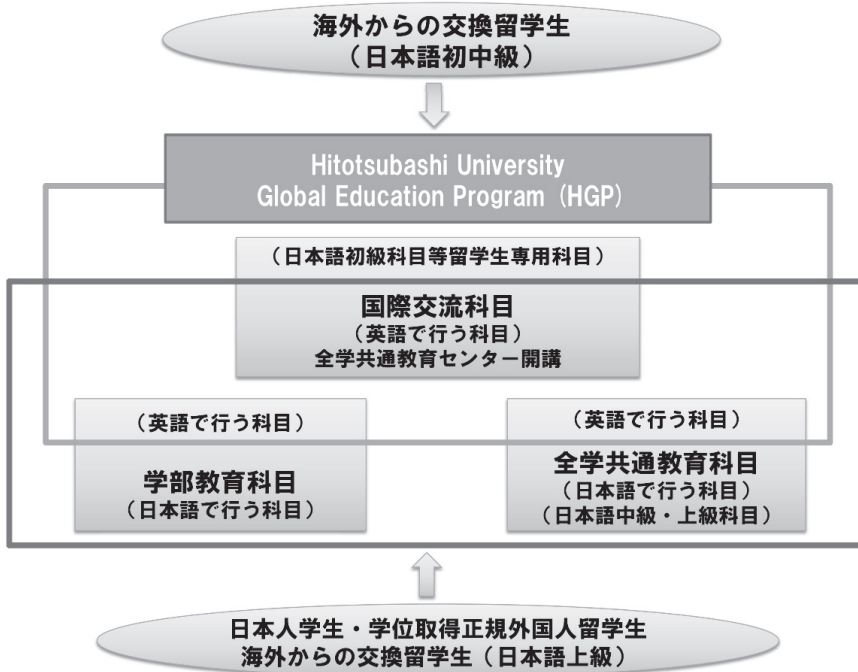 海外からの交換留学生
（日本語初中級）
Hitotsubashi University
Global Education Program（HGP）
（日本語初級科目等留学生専用科目）
国際交流科目
（英語で行う科目）
全学共通教育センター開講
（英語で行う科目）
学部教育科目
（日本語で行う科目）
（英語で行う科目）
全学共通教育科目
（日本語で行う科目）
（日本語中級・上級科目）
日本人学生・学位取得正規外国人留学生
海外からの交換留学生（日本語上級）